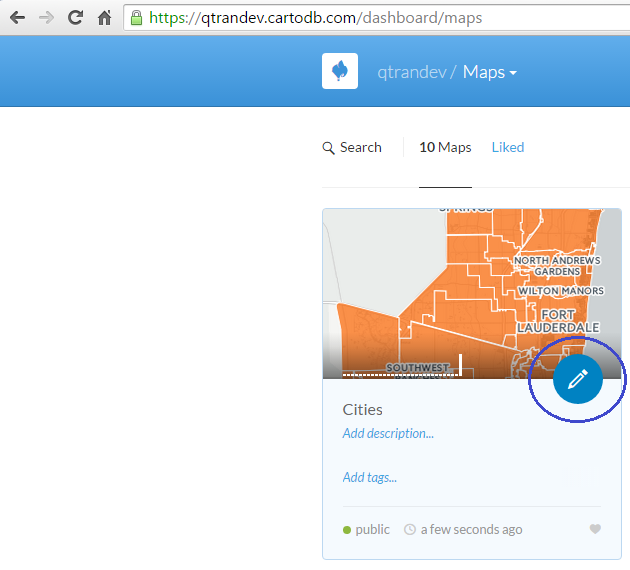 https://qtrandev.cartodb.com/dashboard/maps
qtrandev / Maps
Search 10 Maps Liked
SPRINGS
NORTH ANDREWS
GARDENS
WILTON MANORS
FORT
LAUDERDALE
SOUTHWEST
Cities
Add description...
Add tags...
public a few seconds ago